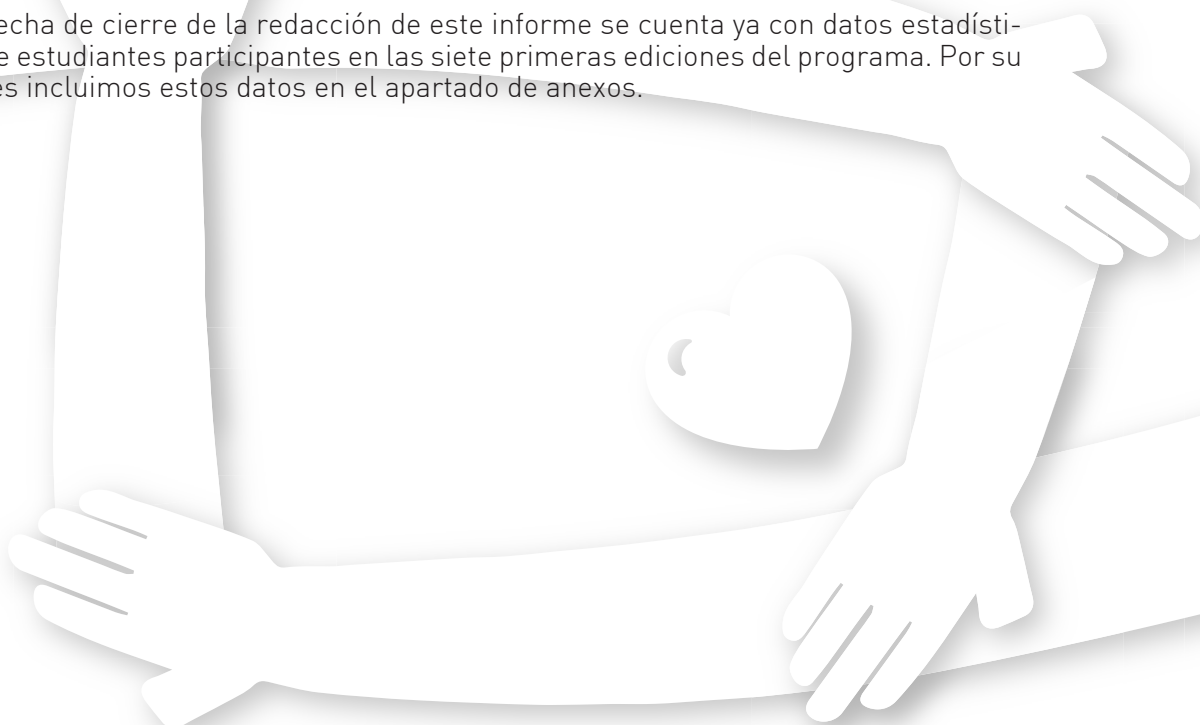 echa de cierre de la redacción de este informe se cuenta ya con datos estadísti-
e estudiantes participantes en las siete primeras ediciones del programa. Por su
es incluimos estos datos en el apartado de anexos.